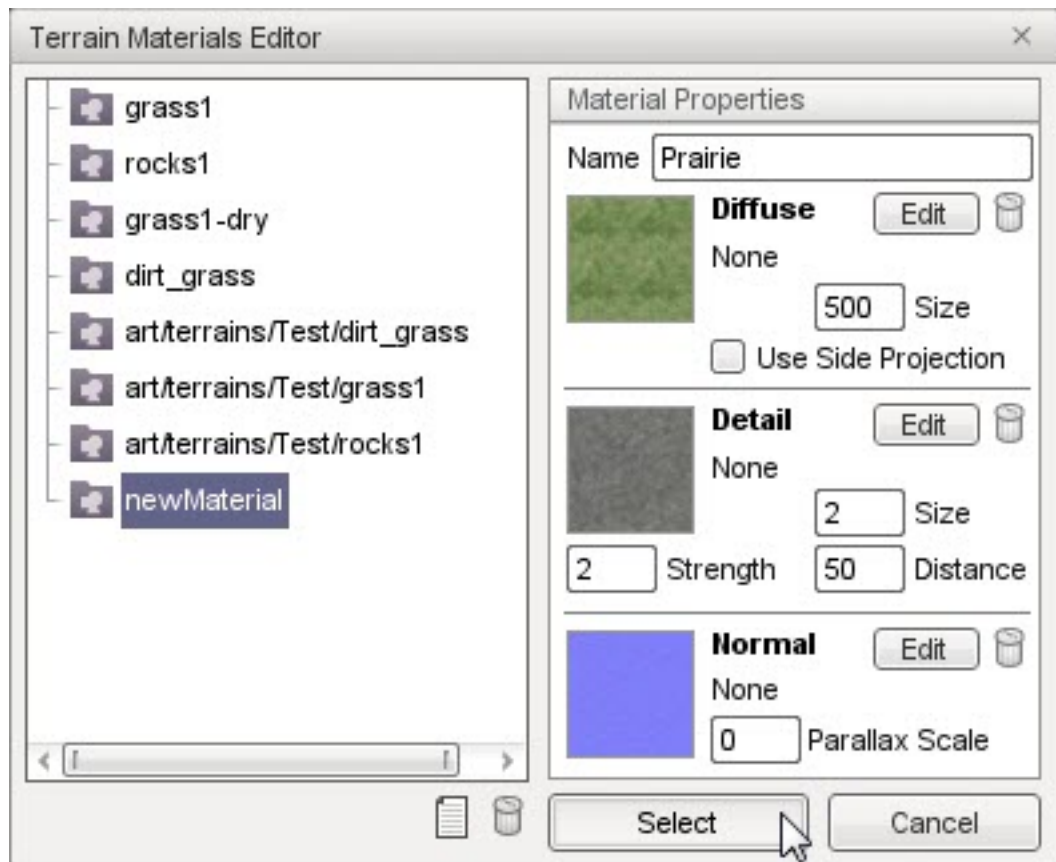 Terrain Materials Editor
grass1
rocks1
grass1-dry
dirt_grass
art/terrains/Test/dirt_grass
art/terrains/Test/grass1
art/terrains/Test/rocks1
newMaterial
Material Properties
Name Prairie
Diffuse Edit
None
500 Size
Use Side Projection
Detail Edit
None
2 Size
2 Strength 50 Distance
Normal Edit
None
0 Parallax Scale
Select Cancel